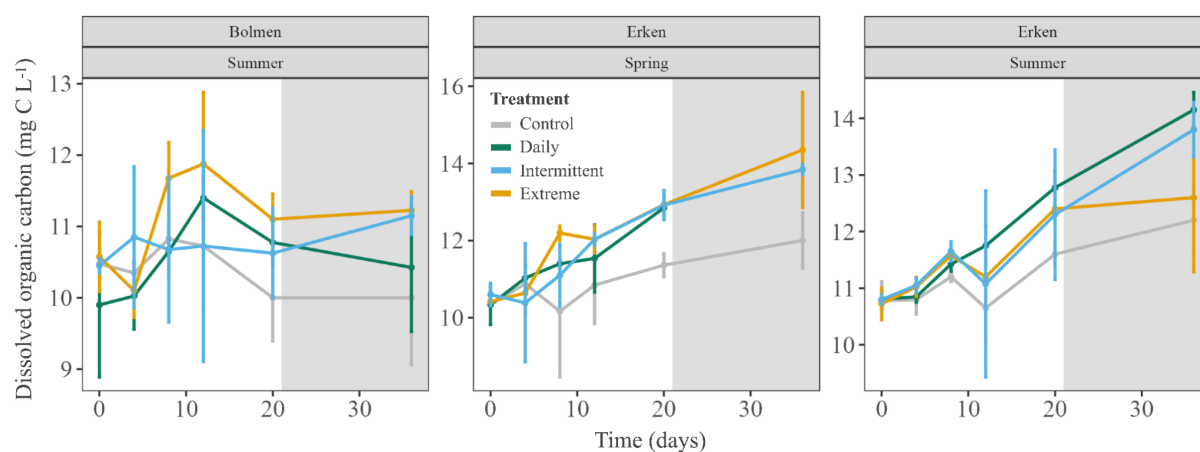 Bolmen
Summer
Erken
Spring
Erken
Summer
Dissolved organic carbon (mg C L⁻¹)
13
12
11
10
9
0
10
20
30
16
14
12
10
Treatment
Control
Daily
Intermittent
Extreme
0
10
20
30
14
13
12
11
10
0
10
20
30
Time (days)